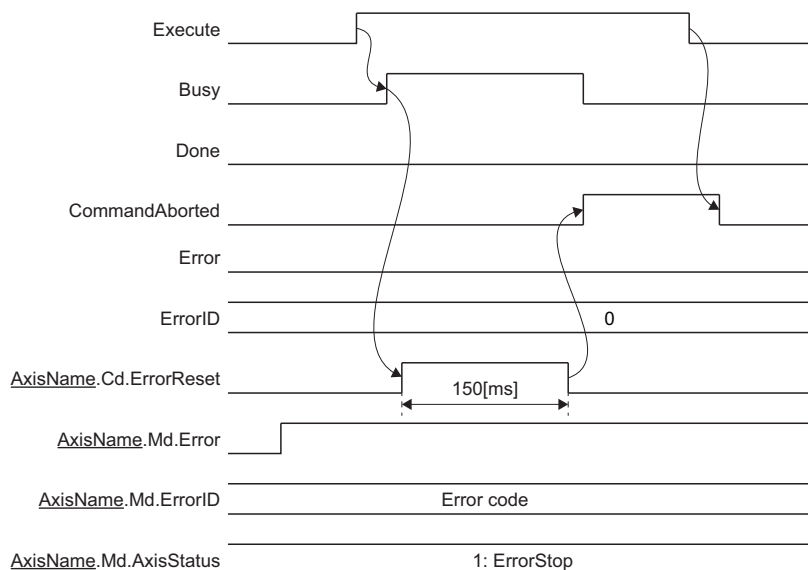 Execute
Busy
Done
CommandAborted
Error
ErrorID
0
AxisName.Cd.ErrorReset
150[ms]
AxisName.Md.Error
AxisName.Md.ErrorID
Error code
AxisName.Md.AxisStatus
1: ErrorStop